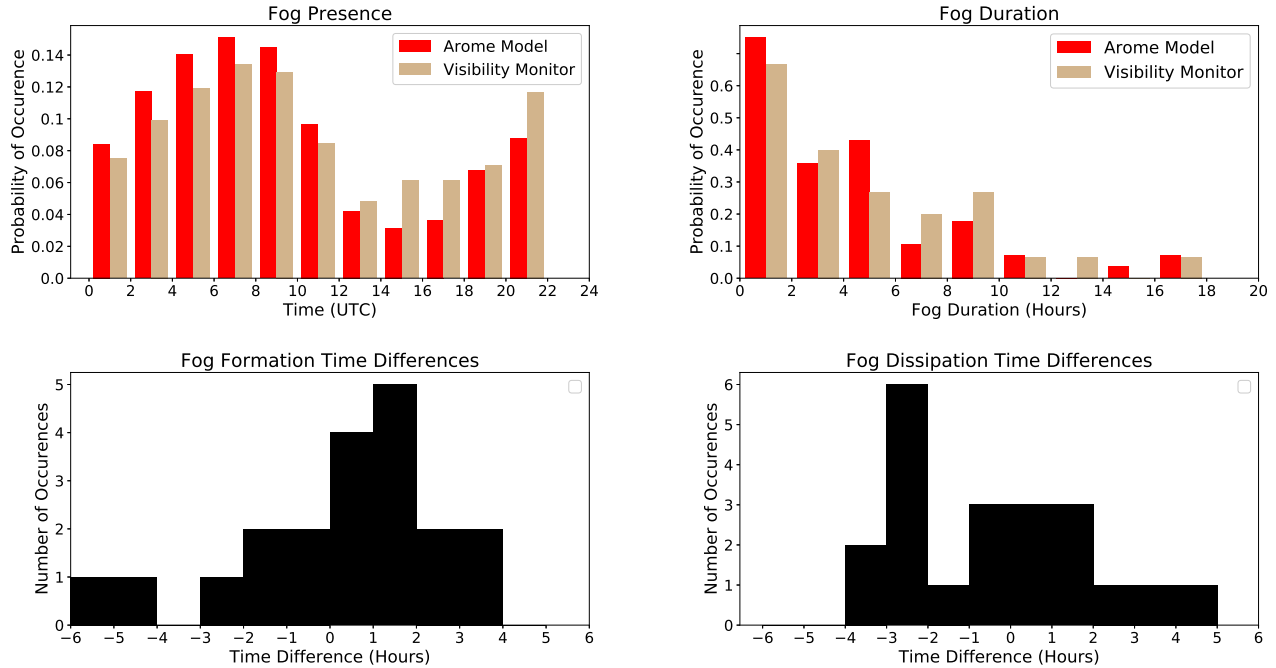 Fog Presence
Probability of Occurence
0.14
0.12
0.10
0.08
0.06
0.04
0.02
0.0
Arome Model
Visibility Monitor
0 2 4 6 8 10 12 14 16 18 20 22 24
Time (UTC)
Fog Duration
Probability of Occurence
0.6
0.5
0.4
0.3
0.2
0.1
0.0
Arome Model
Visibility Monitor
0 2 4 6 8 10 12 14 16 18 20
Fog Duration (Hours)
Fog Formation Time Differences
Number of Occurences
5
4
3
2
1
0
−6 −5 −4 −3 −2 −1 0 1 2 3 4 5 6
Time Difference (Hours)
Fog Dissipation Time Differences
Number of Occurences
6
5
4
3
2
1
0
−6 −5 −4 −3 −2 −1 0 1 2 3 4 5 6
Time Difference (Hours)